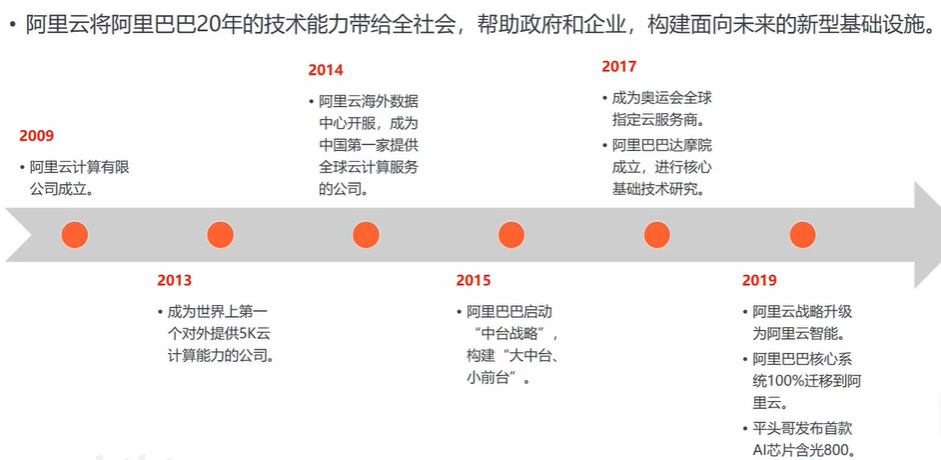 • 阿里云将阿里巴巴20年的技术能力带给全社会，帮助政府和企业，构建面向未来的新型基础设施。
2009
• 阿里云计算有限
公司成立。
2013
• 成为世界上第一
个对外提供5K云
计算能力的公司。
2014
• 阿里云海外数据
中心开服，成为
中国第一家提供
全球云计算服务
的公司。
2015
• 阿里巴巴启动
“中台战略”，
构建“大中台、
小前台”。
2017
• 成为奥运会全球
指定云服务商。
• 阿里巴巴达摩院
成立，进行核心
基础技术研究。
2019
• 阿里云战略升级
为阿里云智能。
• 阿里巴巴核心系
统100%迁移到阿
里云。
• 平头哥发布首款
AI芯片含光800。